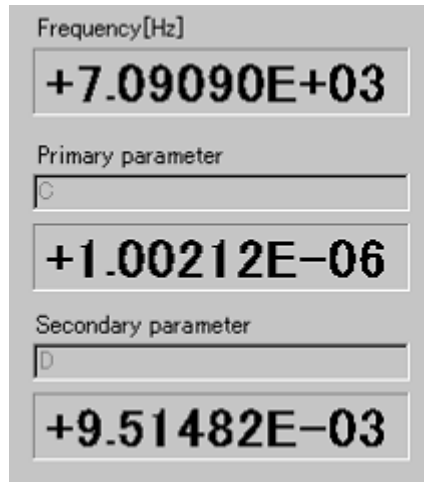 Frequency[Hz]
+7.09090E+03
Primary parameter
C
+1.00212E-06
Secondary parameter
D
+9.51482E-03